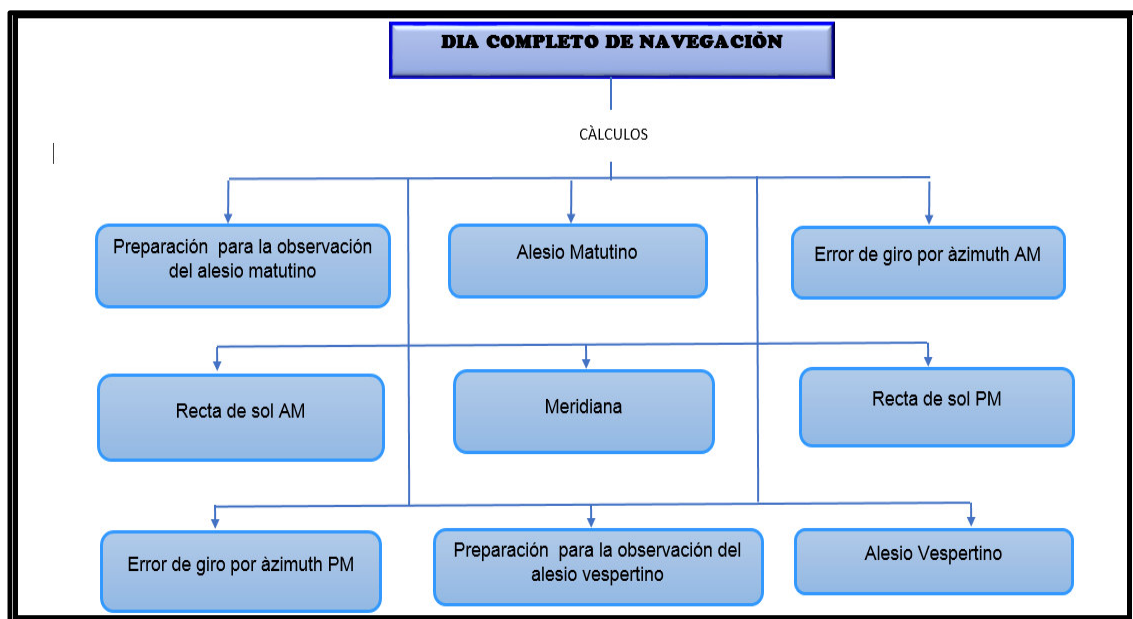 DIA COMPLETO DE NAVEGACIÒN
CÀLCULOS
Preparación para la observación
del alesio matutino
Alesio Matutino
Error de giro por àzimuth AM
Recta de sol AM
Meridiana
Recta de sol PM
Error de giro por àzimuth PM
Preparación para la observación del
alesio vespertino
Alesio Vespertino